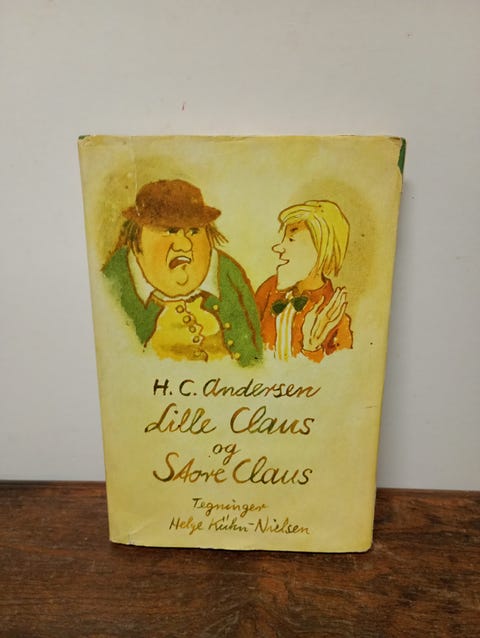 H. C. Andersen
Lille Claus
og
Store Claus
Tegninger
Helge Kühn-Nielsen